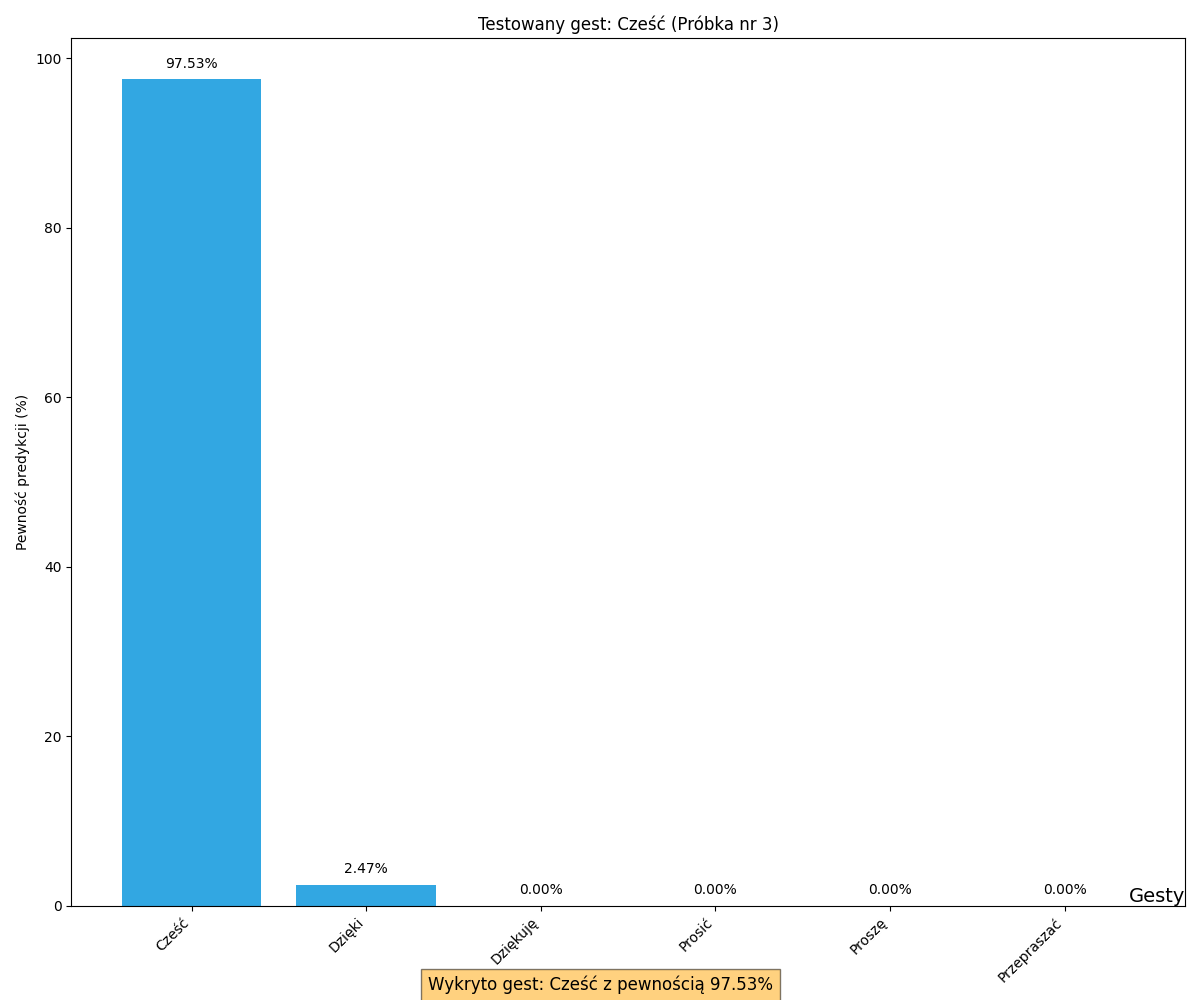 Testowany gest: Cześć (Próbka nr 3)
100
80
60
40
20
0
Pewność predykcji (%)
97.53%
2.47%
0.00%
0.00%
0.00%
0.00%
Gesty
Cześć
Dzięki
Dziękuję
Prosić
Proszę
Przepraszać
Wykryto gest: Cześć z pewnością 97.53%